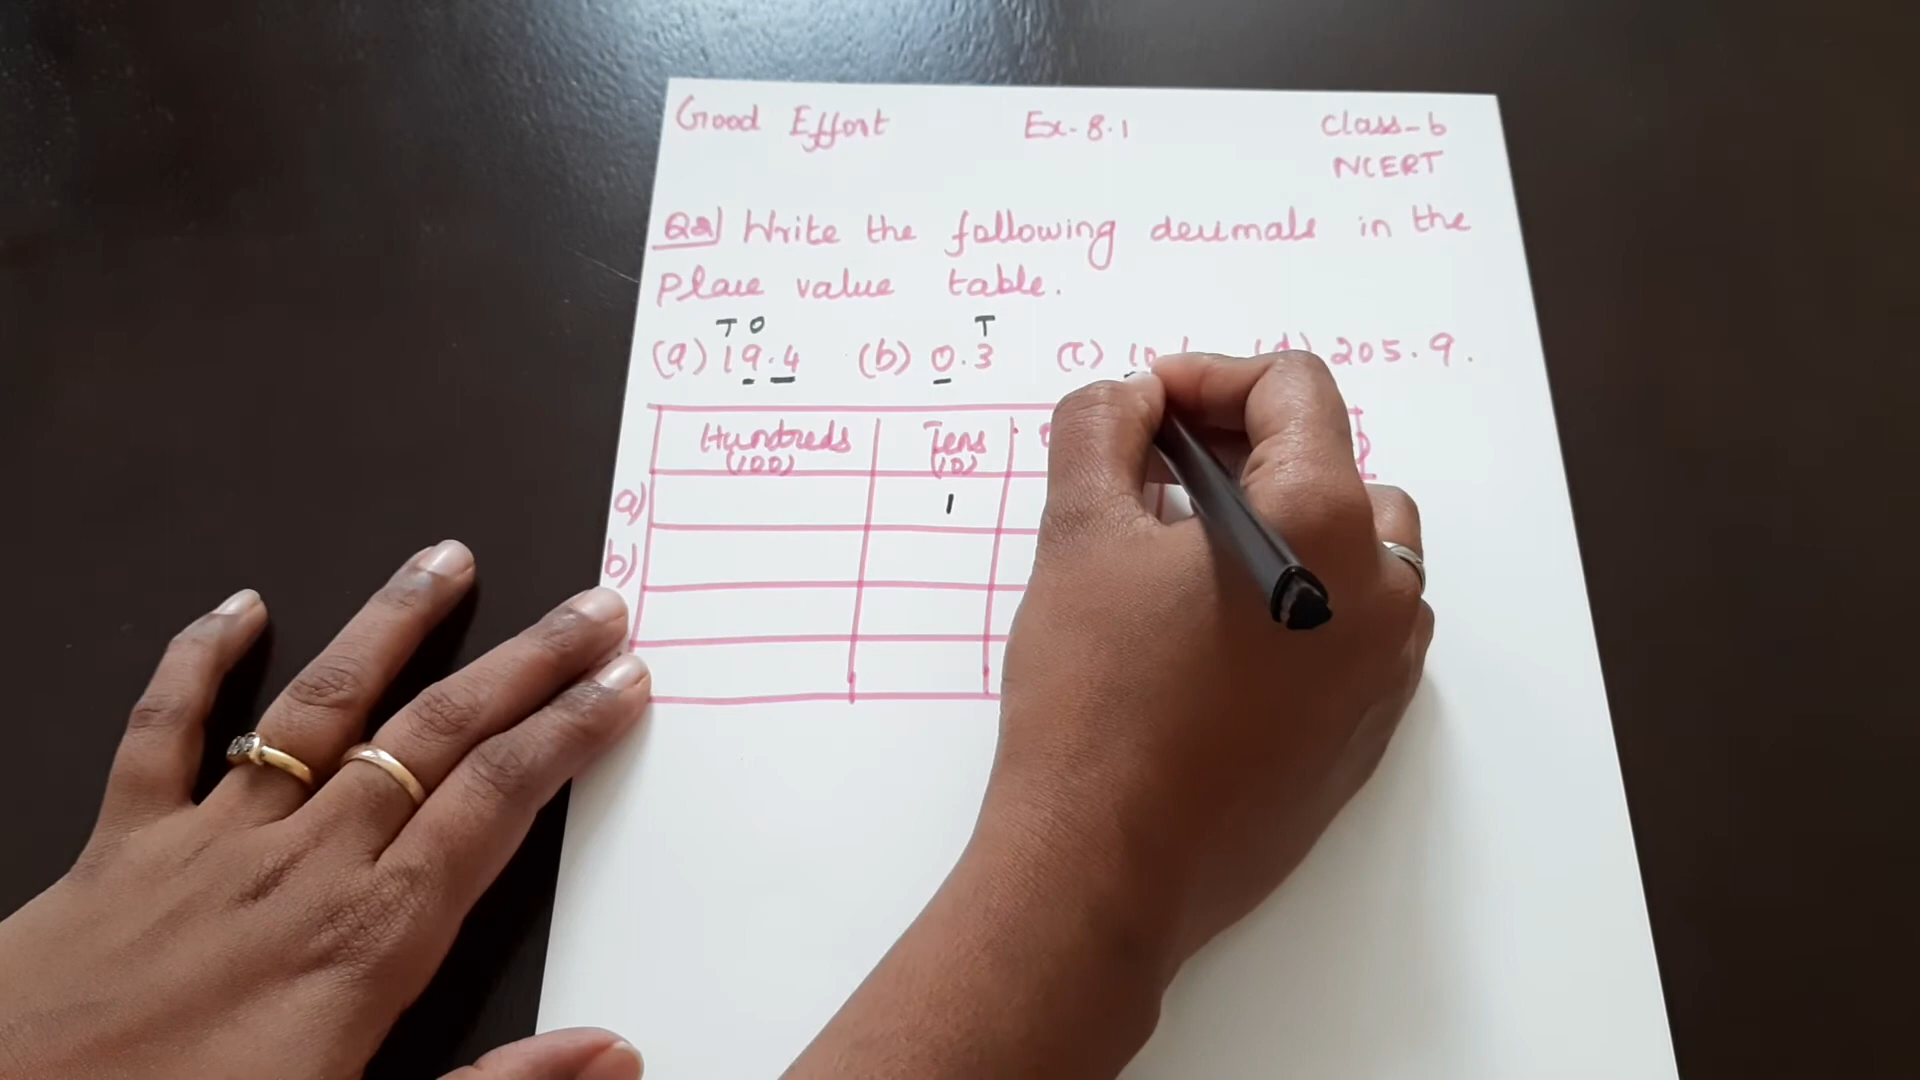 Good Effort Ex-8.1 Class-6
NCERT
Q2) Write the following decimals in the
Place value table.
T O T
(a) 19.4 (b) 0.3 (c) 10. (d) 205.9.
Hundreds Tens
(100) (10)
a) 1
b)